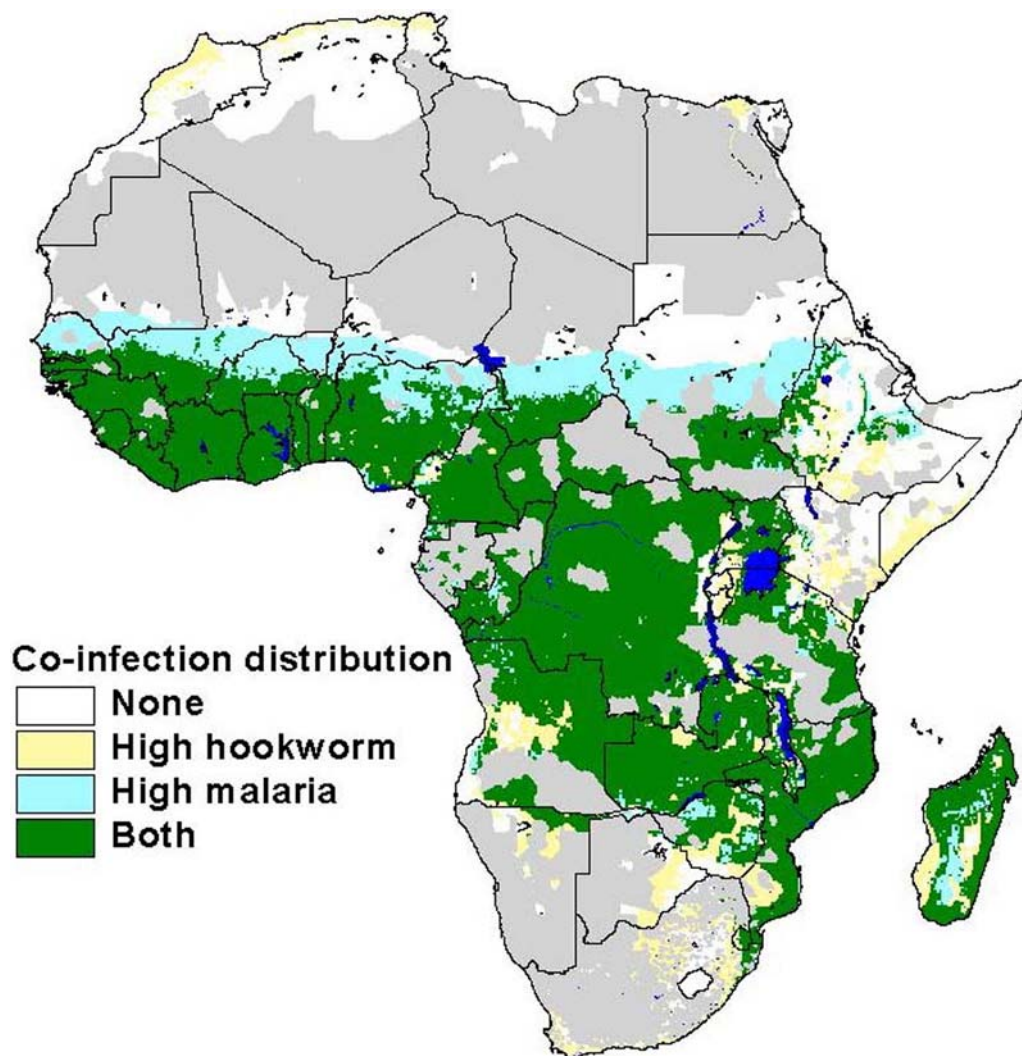 Co-infection distribution
None
High hookworm
High malaria
Both